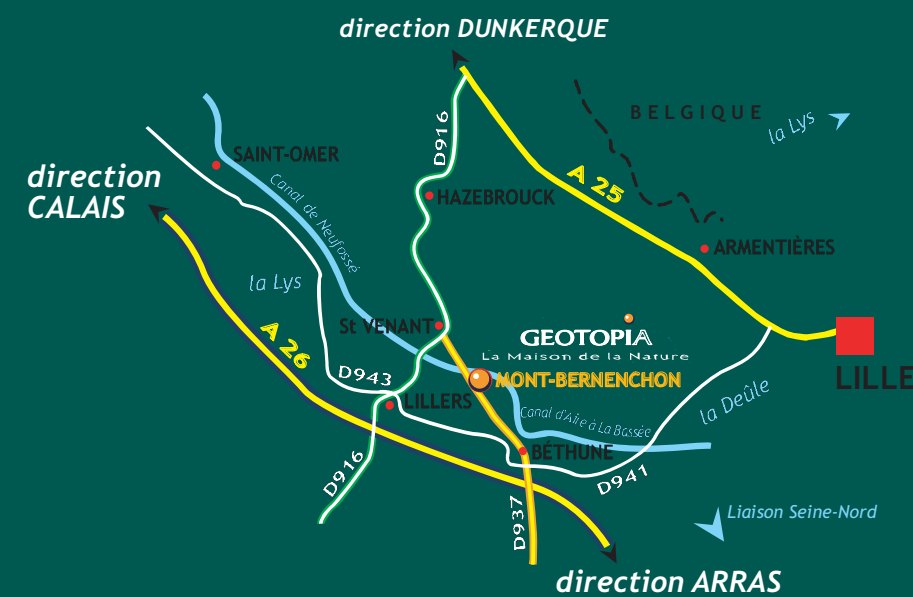 direction DUNKERQUE
BELGIQUE
la Lys
D916
SAINT-OMER
direction
CALAIS
Canal de Neufossé
A 25
HAZEBROUCK
ARMENTIÈRES
la Lys
St VENANT
GEOTOPIA
La Maison de la Nature
A 26
MONT-BERNENCHON
LILLE
D943
LILLERS
la Deûle
Canal d'Aire à La Bassée
BÉTHUNE
D916
D941
D937
Liaison Seine-Nord
direction ARRAS